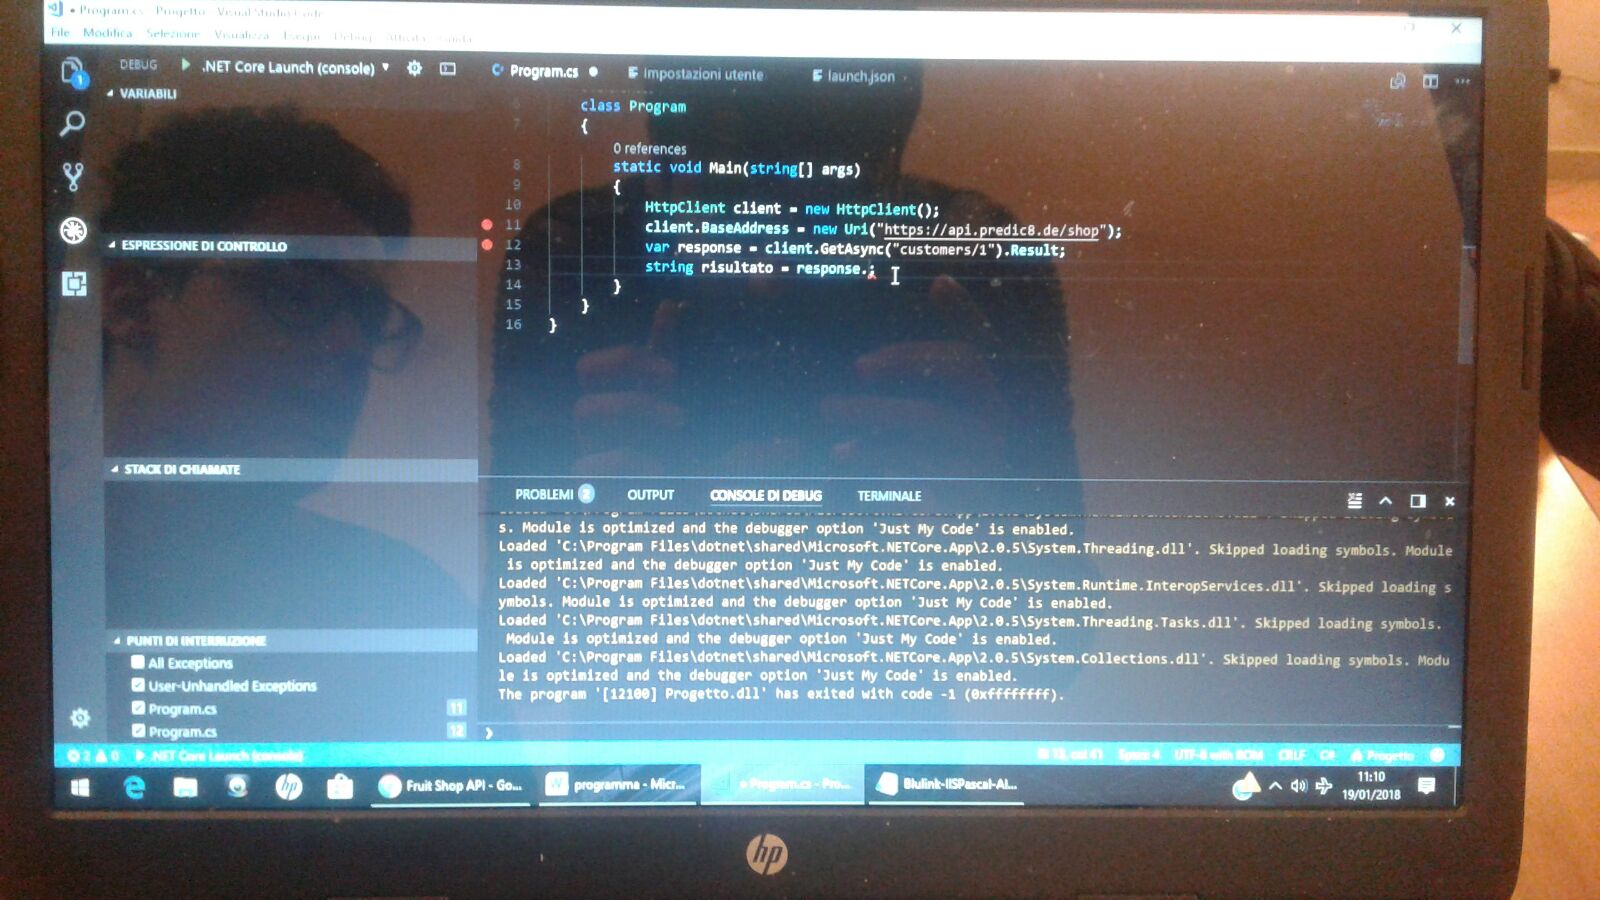 Program.cs - Progetto - Visual Studio Code
File Modifica Selezione Visualizza Esegui Debug Attività Guida
DEBUG .NET Core Launch (console)
Program.cs
Impostazioni utente
launch.json
VARIABILI
ESPRESSIONE DI CONTROLLO
STACK DI CHIAMATE
PUNTI DI INTERRUZIONE
All Exceptions
User-Unhandled Exceptions
Program.cs 11
Program.cs 12
6 class Program
7 {
0 references
8 static void Main(string[] args)
9 {
10 HttpClient client = new HttpClient();
11 client.BaseAddress = new Uri("https://api.predic8.de/shop");
12 var response = client.GetAsync("customers/1").Result;
13 string risultato = response.;
14 }
15 }
16 }
PROBLEMI 2 OUTPUT CONSOLE DI DEBUG TERMINALE
s. Module is optimized and the debugger option 'Just My Code' is enabled.
Loaded 'C:\Program Files\dotnet\shared\Microsoft.NETCore.App\2.0.5\System.Threading.dll'. Skipped loading symbols. Module
is optimized and the debugger option 'Just My Code' is enabled.
Loaded 'C:\Program Files\dotnet\shared\Microsoft.NETCore.App\2.0.5\System.Runtime.InteropServices.dll'. Skipped loading s
ymbols. Module is optimized and the debugger option 'Just My Code' is enabled.
Loaded 'C:\Program Files\dotnet\shared\Microsoft.NETCore.App\2.0.5\System.Threading.Tasks.dll'. Skipped loading symbols.
Module is optimized and the debugger option 'Just My Code' is enabled.
Loaded 'C:\Program Files\dotnet\shared\Microsoft.NETCore.App\2.0.5\System.Collections.dll'. Skipped loading symbols. Modu
le is optimized and the debugger option 'Just My Code' is enabled.
The program '[12100] Progetto.dll' has exited with code -1 (0xffffffff).
2 0 .NET Core Launch (console)
Spazi: 4 UTF-8 with BOM CRLF C# Progetto
Fruit Shop API - Go...
programma - Micr...
Program.cs - Pro...
Blulink-IISPascal-Al...
11:10
19/01/2018
hp